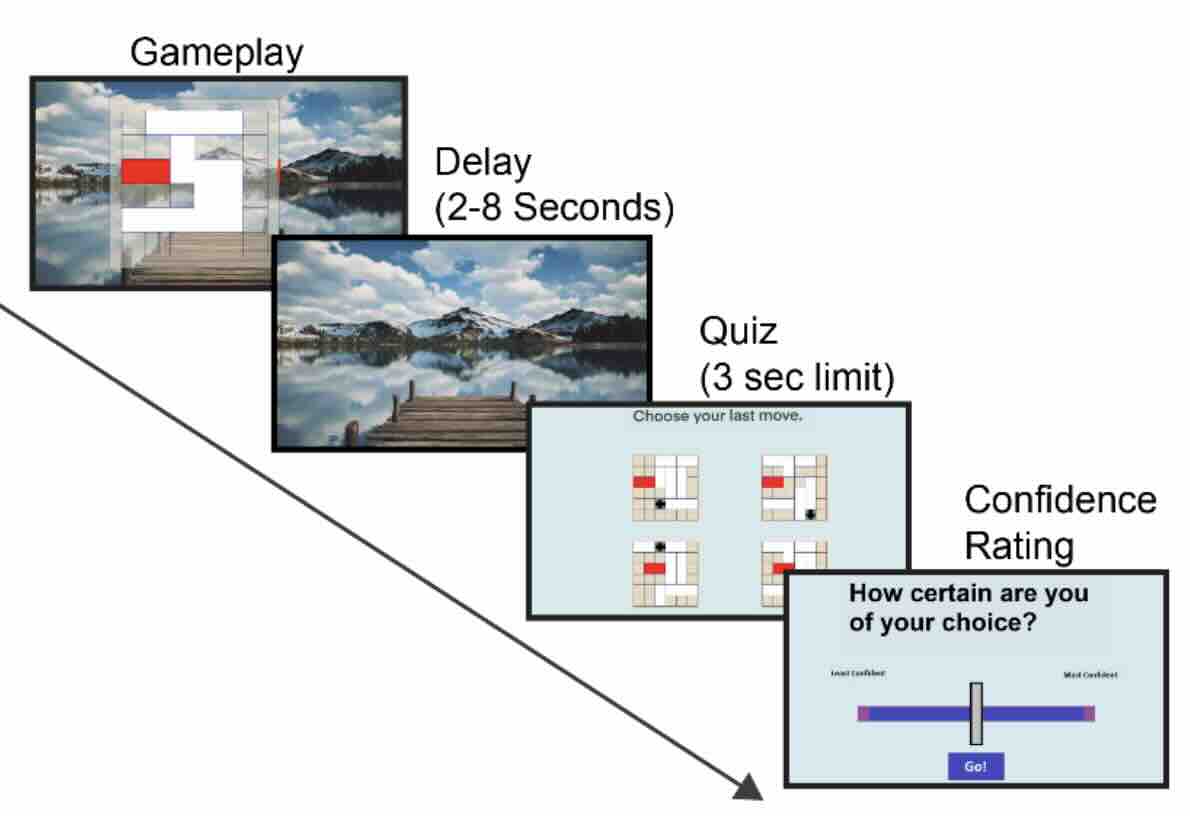 Gameplay
Delay
(2-8 Seconds)
Quiz
(3 sec limit)
Choose your last move.
Confidence
Rating
How certain are you
of your choice?
Least Confident
Most Confident
Go!